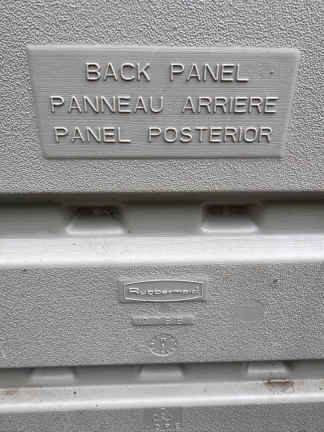 BACK PANEL
PANNEAU ARRIERE
PANEL POSTERIOR
Rubbermaid